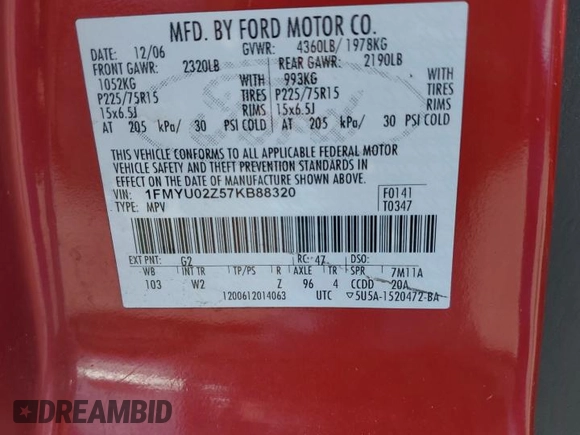 MFD. BY FORD MOTOR CO.
DATE: 12/06 GVWR: 4360LB/ 1978KG
FRONT GAWR: 2320LB REAR GAWR: 2190LB
1052KG WITH 993KG WITH
P225/75R15 TIRES P225/75R15 TIRES
15x6.5J RIMS 15x6.5J RIMS
AT 205 kPa/ 30 PSI COLD AT 205 kPa/ 30 PSI COLD
THIS VEHICLE CONFORMS TO ALL APPLICABLE FEDERAL MOTOR
VEHICLE SAFETY AND THEFT PREVENTION STANDARDS IN
EFFECT ON THE DATE OF MANUFACTURE SHOWN ABOVE.
VIN: 1FMYU02Z57KB88320 F0141
TYPE: MPV T0347
EXT PNT: G2 RC: 47 DSO:
WB INT TR TP/PS R AXLE TR SPR 7M11A
103 W2 Z 96 4 CCDD 20A
1200612014063 UTC ▽5U5A-1520472-BA
DREAMBID